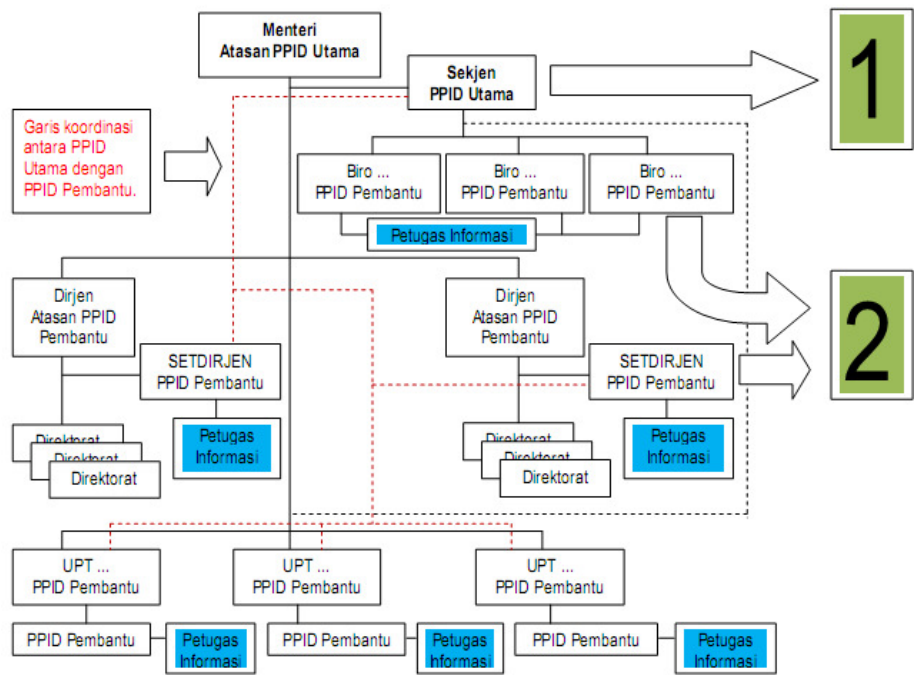 Menteri
Atasan PPID Utama
Sekjen
PPID Utama
1
Garis koordinasi
antara PPID
Utama dengan
PPID Pembantu.
Biro ...
PPID Pembantu
Biro ...
PPID Pembantu
Biro ...
PPID Pembantu
Petugas Informasi
Dirjen
Atasan PPID
Pembantu
Dirjen
Atasan PPID
Pembantu
2
SETDIRJEN
PPID Pembantu
SETDIRJEN
PPID Pembantu
Direktorat
Direktorat
Direktorat
Petugas
Informasi
Direktorat
Direktorat
Direktorat
Petugas
Informasi
UPT ...
PPID Pembantu
UPT ...
PPID Pembantu
UPT ...
PPID Pembantu
PPID Pembantu
Petugas
Informasi
PPID Pembantu
Petugas
Informasi
PPID Pembantu
Petugas
Informasi